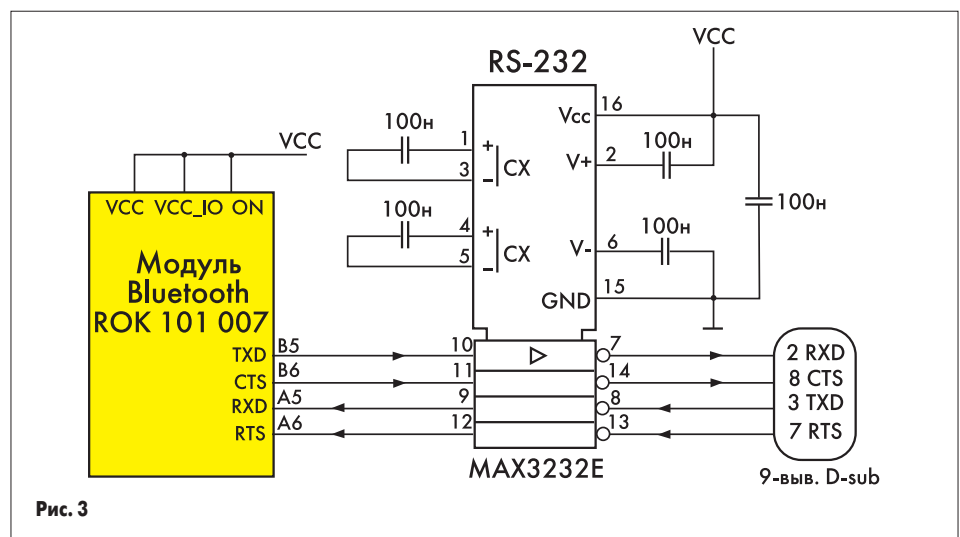 VCC
RS-232
16
Vcc
100н
1
+
3
−
CX
V+
2
100н
VCC
100н
VCC VCC_IO ON
100н
4
+
5
−
CX
100н
V- 6
Модуль
Bluetooth
ROK 101 007
GND
15
TXD B5 10 7 2 RXD
CTS B6 11 14 8 CTS
RXD A5 9 8 3 TXD
RTS A6 12 13 7 RTS
MAX3232E
9-выв. D-sub
Рис. 3